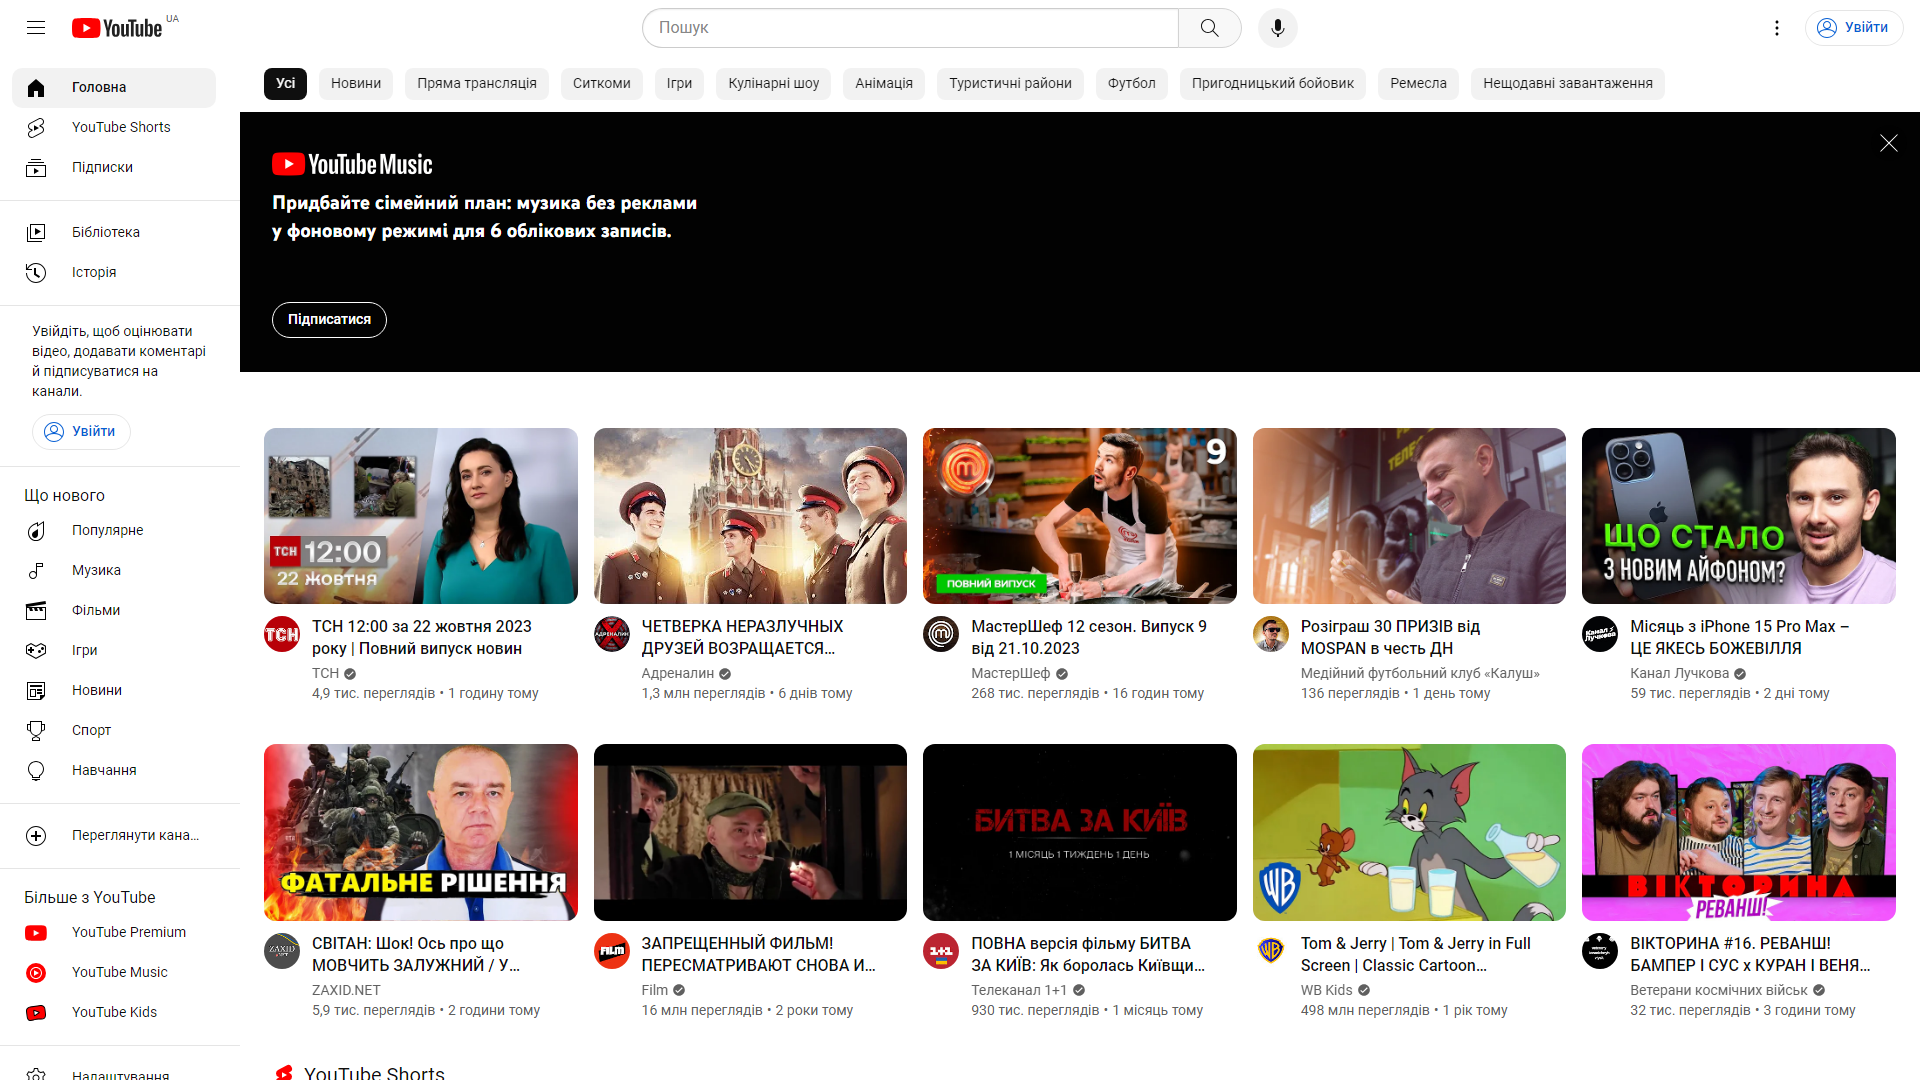 YouTube UA
Пошук
Увійти
Головна
YouTube Shorts
Підписки
Бібліотека
Історія
Увійдіть, щоб оцінювати
відео, додавати коментарі
й підписуватися на
канали.
Увійти
Що нового
Популярне
Музика
Фільми
Ігри
Новини
Спорт
Навчання
Переглянути кана...
Більше з YouTube
YouTube Premium
YouTube Music
YouTube Kids
Налаштування
Усі Новини Пряма трансляція Ситкоми Ігри Кулінарні шоу Анімація Туристичні райони Футбол Пригодницький бойовик Ремесла Нещодавні завантаження
YouTube Music
Придбайте сімейний план: музика без реклами
у фоновому режимі для 6 облікових записів.
Підписатися
ТСН 12:00
22 ЖОВТНЯ
ТСН
ТСН 12:00 за 22 жовтня 2023
року | Повний випуск новин
ТСН
4,9 тис. переглядів • 1 годину тому
АДРЕНАЛИН
ЧЕТВЕРКА НЕРАЗЛУЧНЫХ
ДРУЗЕЙ ВОЗРАЩАЕТСЯ...
Адреналин
1,3 млн переглядів • 6 днів тому
9
ПОВНИЙ ВИПУСК
МастерШеф 12 сезон. Випуск 9
від 21.10.2023
МастерШеф
268 тис. переглядів • 16 годин тому
Розіграш 30 ПРИЗІВ від
MOSPAN в честь ДН
Медійний футбольний клуб «Калуш»
136 переглядів • 1 день тому
ЩО СТАЛО
З НОВИМ АЙФОНОМ?
Канал Лучкова
Місяць з iPhone 15 Pro Max –
ЦЕ ЯКЕСЬ БОЖЕВІЛЛЯ
Канал Лучкова
59 тис. переглядів • 2 дні тому
ФАТАЛЬНЕ РІШЕННЯ
ZAXID
.NET
СВІТАН: Шок! Ось про що
МОВЧИТЬ ЗАЛУЖНИЙ / У...
ZAXID.NET
5,9 тис. переглядів • 2 години тому
FILM
ЗАПРЕЩЕННЫЙ ФИЛЬМ!
ПЕРЕСМАТРИВАЮТ СНОВА И...
Film
16 млн переглядів • 2 роки тому
БИТВА ЗА КИЇВ
1 МІСЯЦЬ 1 ТИЖДЕНЬ 1 ДЕНЬ
1+1
ПОВНА версія фільму БИТВА
ЗА КИЇВ: Як боролась Київщи...
Телеканал 1+1
930 тис. переглядів • 1 місяць тому
WB
WB
Tom & Jerry | Tom & Jerry in Full
Screen | Classic Cartoon...
WB Kids
498 млн переглядів • 1 рік тому
ВІКТОРИНА
РЕВАНШ!
ВІКТОРИНА #16. РЕВАНШ!
БАМПЕР І СУС х КУРАН І ВЕНЯ...
Ветерани космічних військ
32 тис. переглядів • 3 години тому
YouTube Shorts